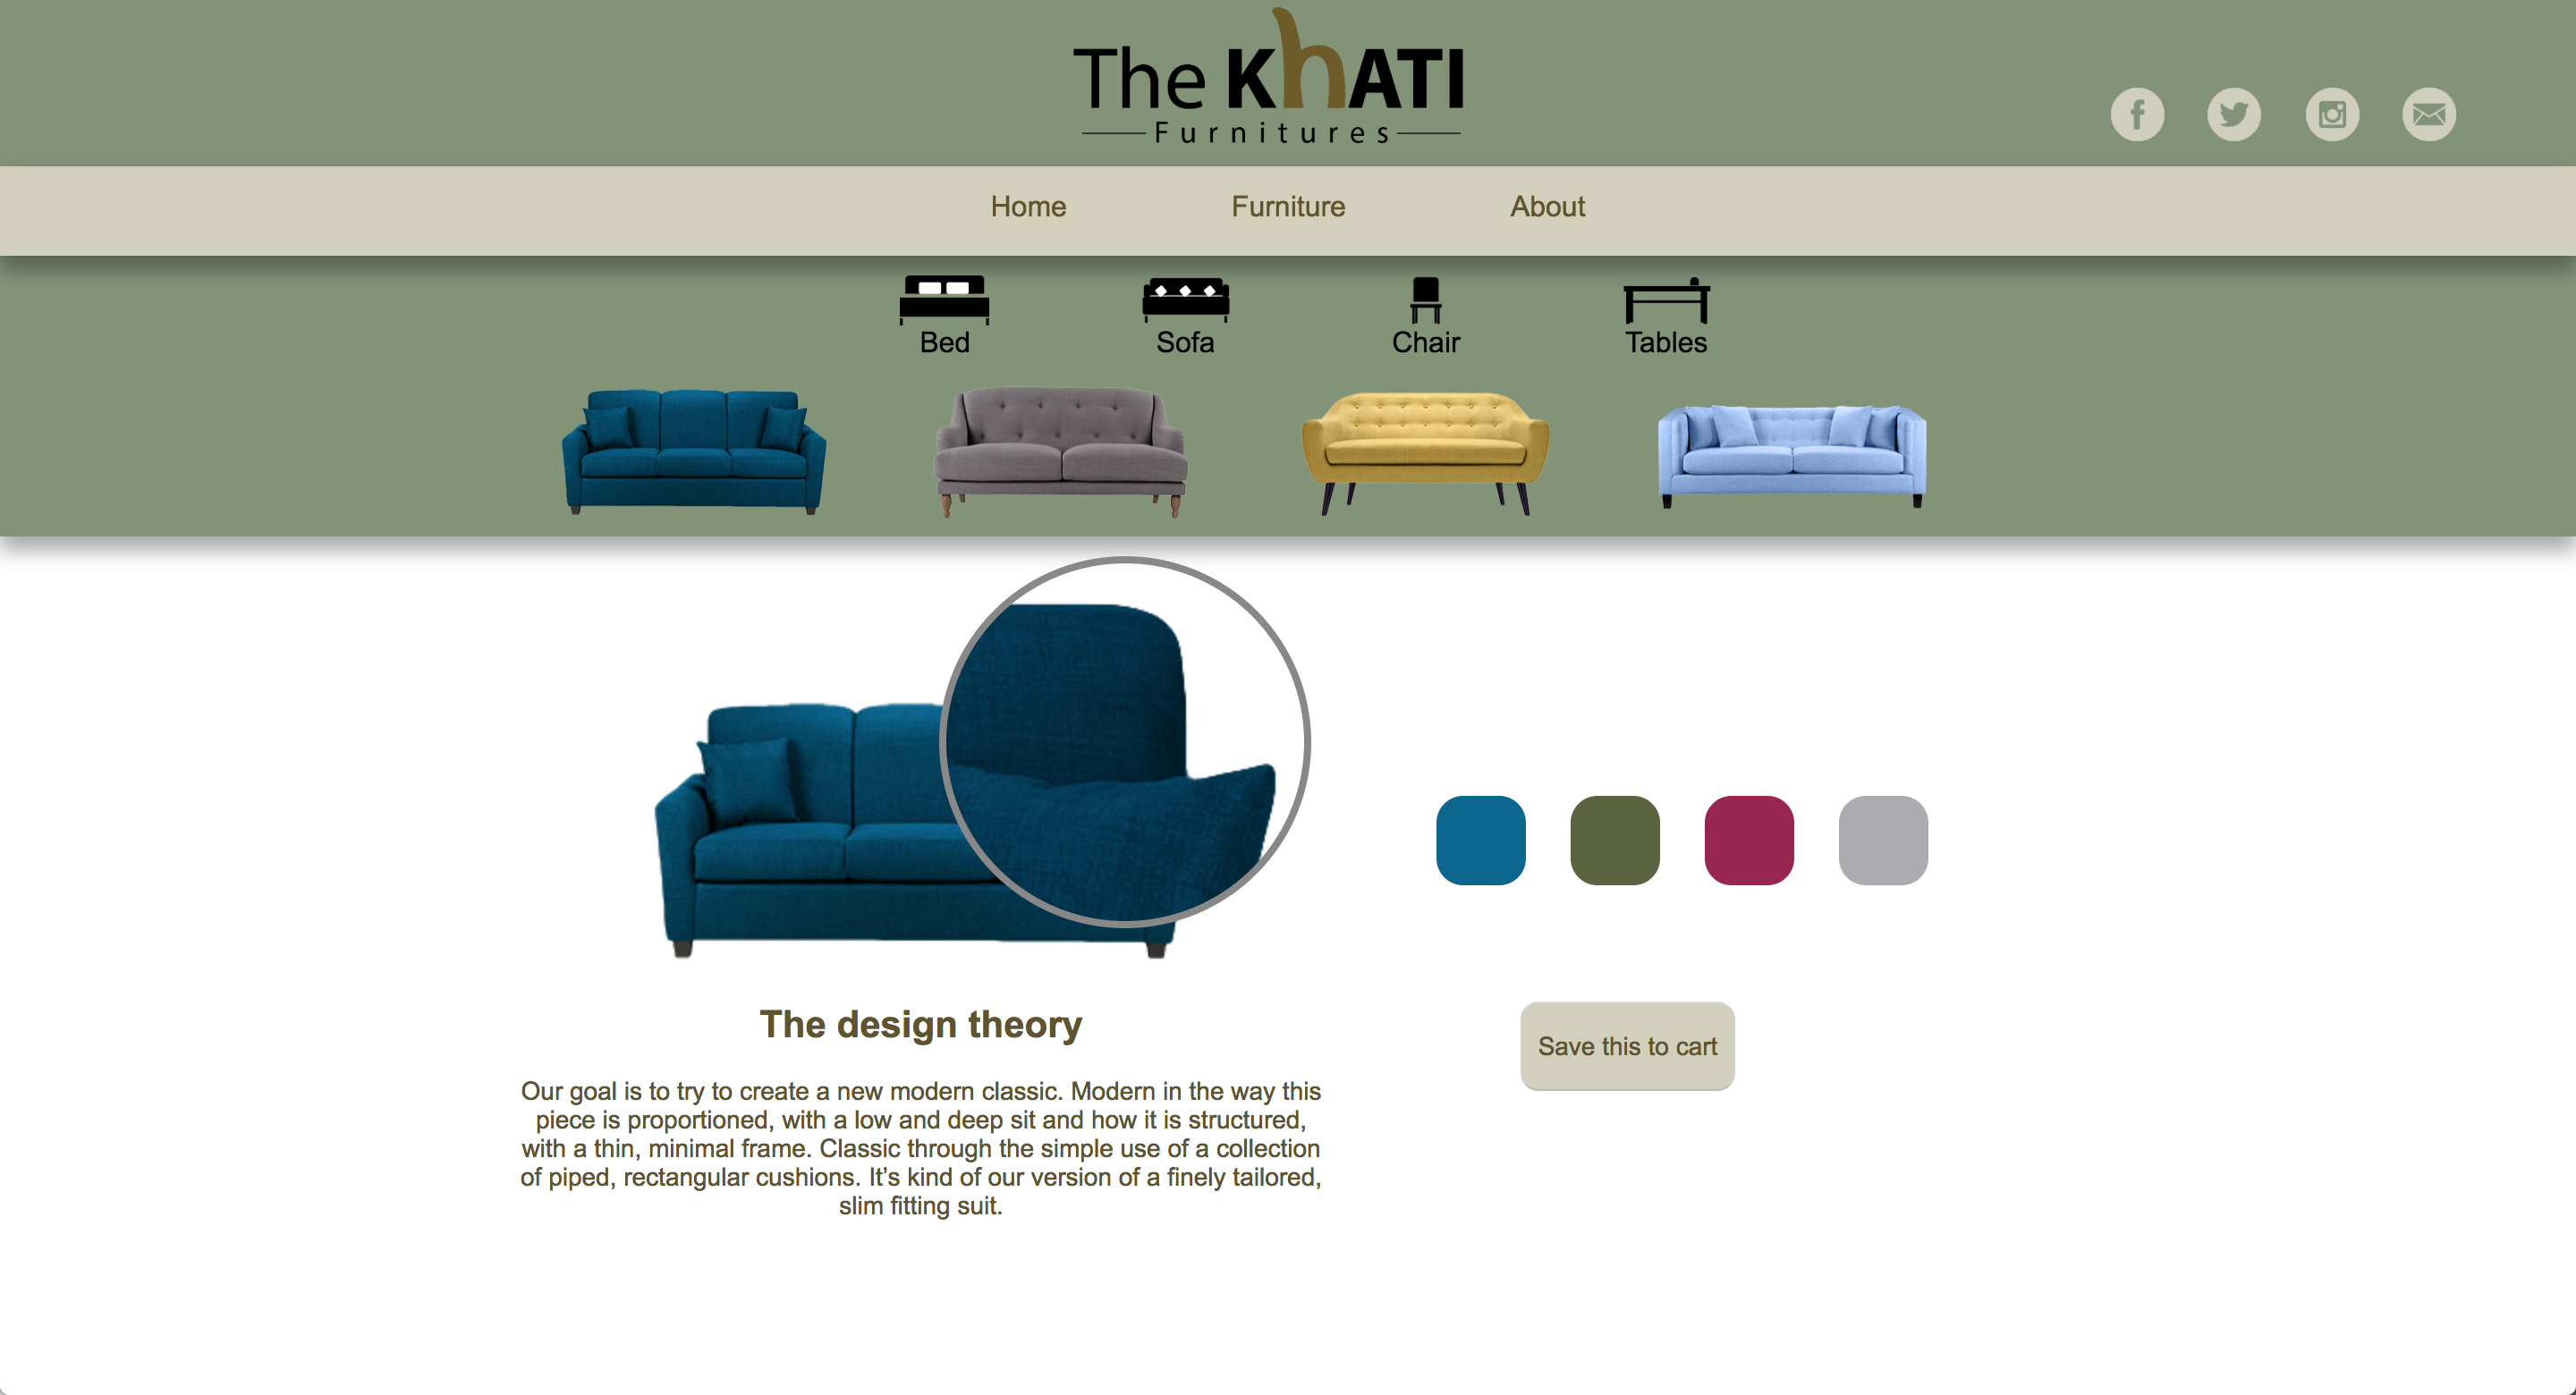 The KhATI
Furnitures
Home Furniture About
Bed Sofa Chair Tables
The design theory
Save this to cart
Our goal is to try to create a new modern classic. Modern in the way this
piece is proportioned, with a low and deep sit and how it is structured,
with a thin, minimal frame. Classic through the simple use of a collection
of piped, rectangular cushions. It’s kind of our version of a finely tailored,
slim fitting suit.